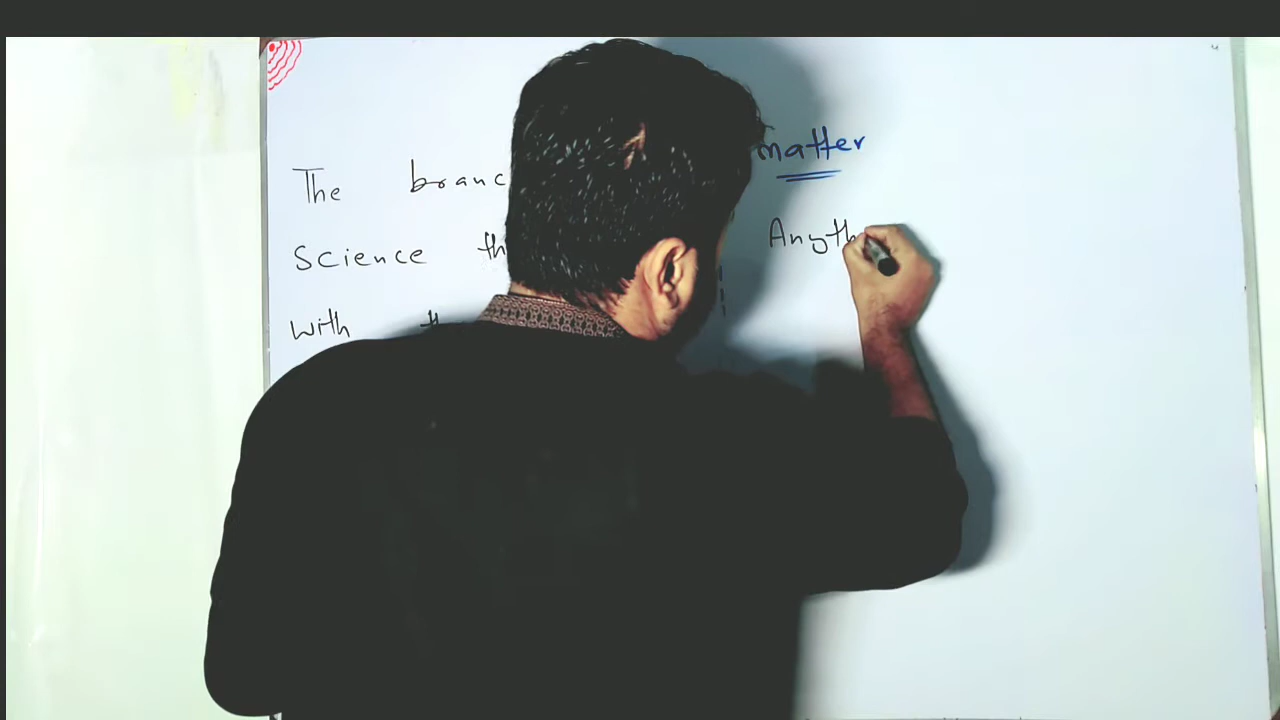 The branc
Science th
with
matter
Anyth